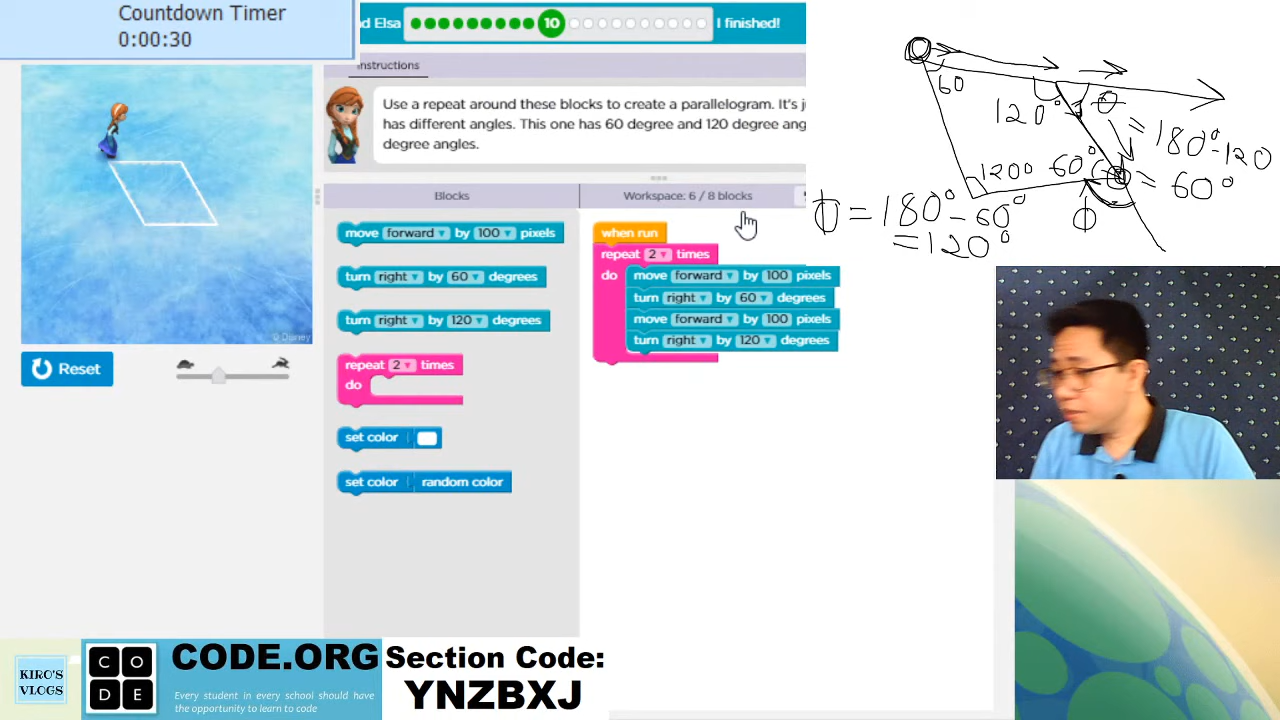 Countdown Timer
0:00:30
nd Elsa
10
I finished!
Instructions
Use a repeat around these blocks to create a parallelogram. It's j
has different angles. This one has 60 degree and 120 degree ang
degree angles.
Blocks
Workspace: 6 / 8 blocks
move forward by 100 pixels
turn right by 60 degrees
turn right by 120 degrees
repeat 2 times
do
set color
set color random color
when run
repeat 2 times
do
move forward by 100 pixels
turn right by 60 degrees
move forward by 100 pixels
turn right by 120 degrees
© Disney
Reset
60
120°
θ
= 180° - 120
= 60°
120°
60°
= 180° - 60°
= 120°
KIRO'S
VLOGS
C O
D E
CODE.ORG
Every student in every school should have
the opportunity to learn to code
Section Code:
YNZBXJ